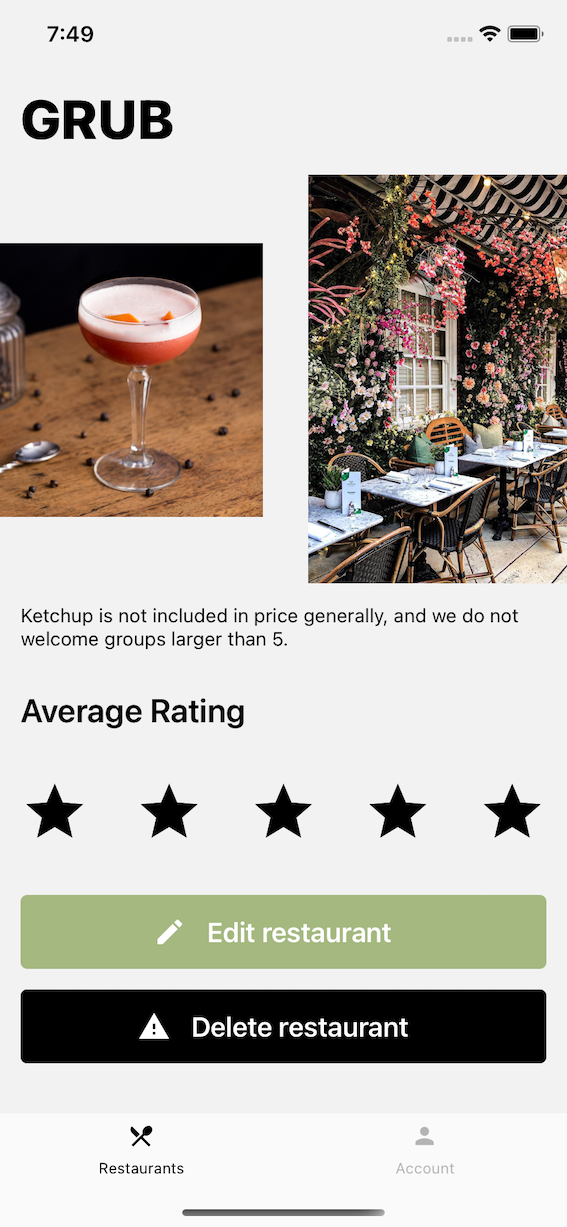 7:49
GRUB
Ketchup is not included in price generally, and we do not
welcome groups larger than 5.
Average Rating
Edit restaurant
Delete restaurant
Restaurants
Account